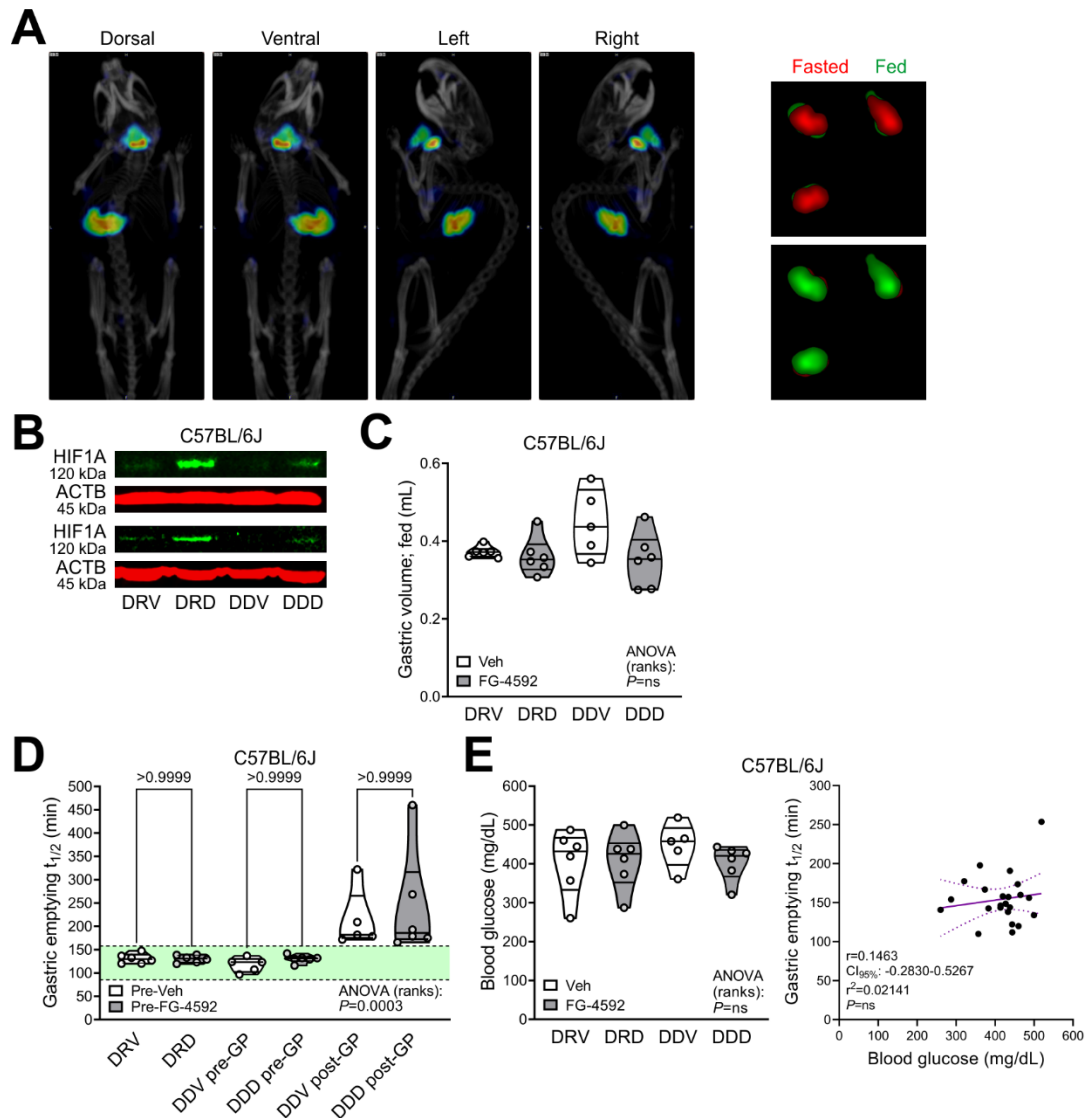 A
Dorsal
Ventral
Left
Right
Fasted
Fed
B
C57BL/6J
HIF1A
120 kDa
ACTB
45 kDa
HIF1A
120 kDa
ACTB
45 kDa
DRV DRD DDV DDD
C
C57BL/6J
Gastric volume; fed (mL)
0.6
0.4
0.2
0.0
Veh
FG-4592
ANOVA
(ranks):
P=ns
DRV DRD DDV DDD
D
C57BL/6J
Gastric emptying t1/2 (min)
500
450
400
350
300
250
200
150
100
50
0
>0.9999
>0.9999
>0.9999
Pre-Veh
Pre-FG-4592
ANOVA (ranks):
P=0.0003
DRV
DRD
DDV pre-GP
DDD pre-GP
DDV post-GP
DDD post-GP
E
C57BL/6J
Blood glucose (mg/dL)
600
500
400
300
200
100
0
Veh
FG-4592
ANOVA
(ranks):
P=ns
DRV DRD DDV DDD
Gastric emptying t1/2 (min)
300
250
200
150
100
50
0
r=0.1463
CI95%: -0.2830-0.5267
r2=0.02141
P=ns
0 100 200 300 400 500 600
Blood glucose (mg/dL)